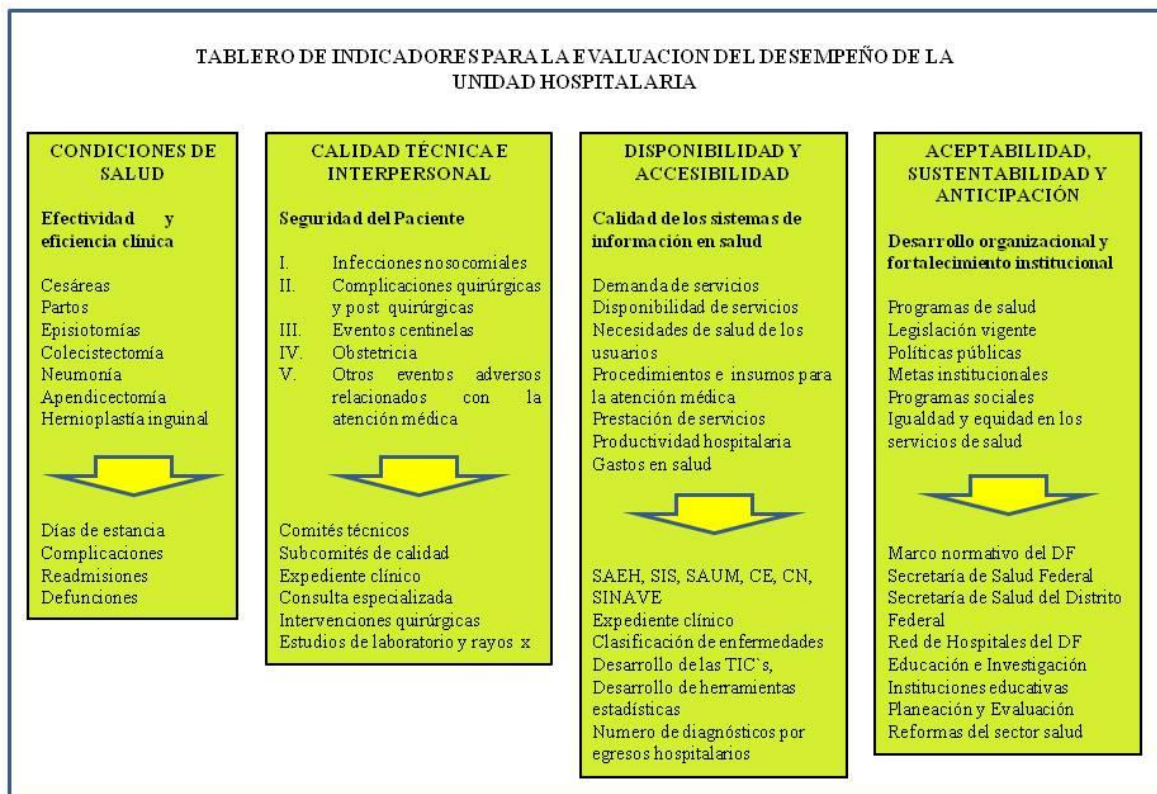 TABLERO DE INDICADORES PARA LA EVALUACION DEL DESEMPEÑO DE LA
UNIDAD HOSPITALARIA
CONDICIONES DE
SALUD
Efectividad y
eficiencia clínica
Cesáreas
Partos
Episiotomías
Colecistectomía
Neumonía
Apendicectomía
Hernioplastía inguinal
Días de estancia
Complicaciones
Readmisiones
Defunciones
CALIDAD TÉCNICA E
INTERPERSONAL
Seguridad del Paciente
I. Infecciones nosocomiales
II. Complicaciones quirúrgicas
y post quirúrgicas
III. Eventos centinelas
IV. Obstetricia
V. Otros eventos adversos
relacionados con la
atención médica
Comités técnicos
Subcomités de calidad
Expediente clínico
Consulta especializada
Intervenciones quirúrgicas
Estudios de laboratorio y rayos x
DISPONIBILIDAD Y
ACCESIBILIDAD
Calidad de los sistemas de
información en salud
Demanda de servicios
Disponibilidad de servicios
Necesidades de salud de los
usuarios
Procedimientos e insumos para
la atención médica
Prestación de servicios
Productividad hospitalaria
Gastos en salud
SAEH, SIS, SAUM, CE, CN,
SINAVE
Expediente clínico
Clasificación de enfermedades
Desarrollo de las TIC`s,
Desarrollo de herramientas
estadísticas
Numero de diagnósticos por
egresos hospitalarios
ACEPTABILIDAD,
SUSTENTABILIDAD Y
ANTICIPACIÓN
Desarrollo organizacional y
fortalecimiento institucional
Programas de salud
Legislación vigente
Políticas públicas
Metas institucionales
Programas sociales
Igualdad y equidad en los
servicios de salud
Marco normativo del DF
Secretaría de Salud Federal
Secretaría de Salud del Distrito
Federal
Red de Hospitales del DF
Educación e Investigación
Instituciones educativas
Planeación y Evaluación
Reformas del sector salud